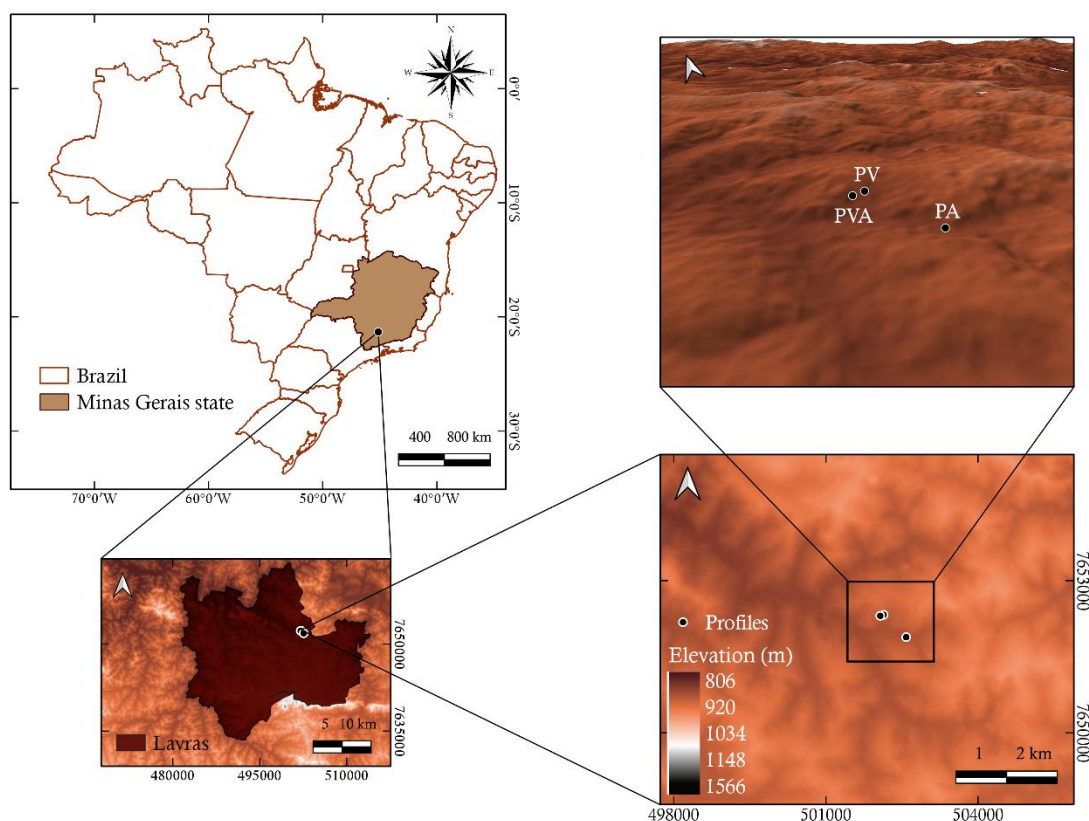 N
W E
S
0°'
10°0'S
20°0'S
30°0'S
Brazil
Minas Gerais state
400 800 km
70°0'W 60°0'W 50°0'W 40°0'W
PV
PVA
PA
7650000
7635000
5 10 km
Lavras
480000 495000 510000
7653000
7650000
Profiles
Elevation (m)
806
920
1034
1148
1566
1 2 km
498000 501000 504000